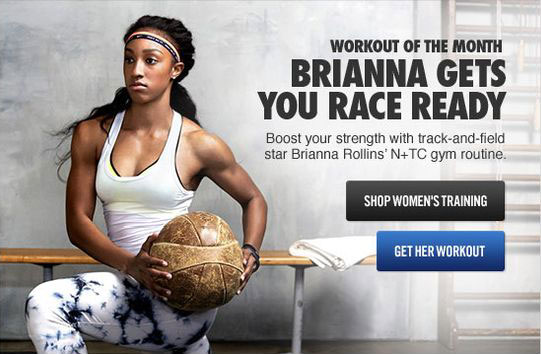 WORKOUT OF THE MONTH
BRIANNA GETS
YOU RACE READY
Boost your strength with track-and-field
star Brianna Rollins' N+TC gym routine.
SHOP WOMEN'S TRAINING
GET HER WORKOUT